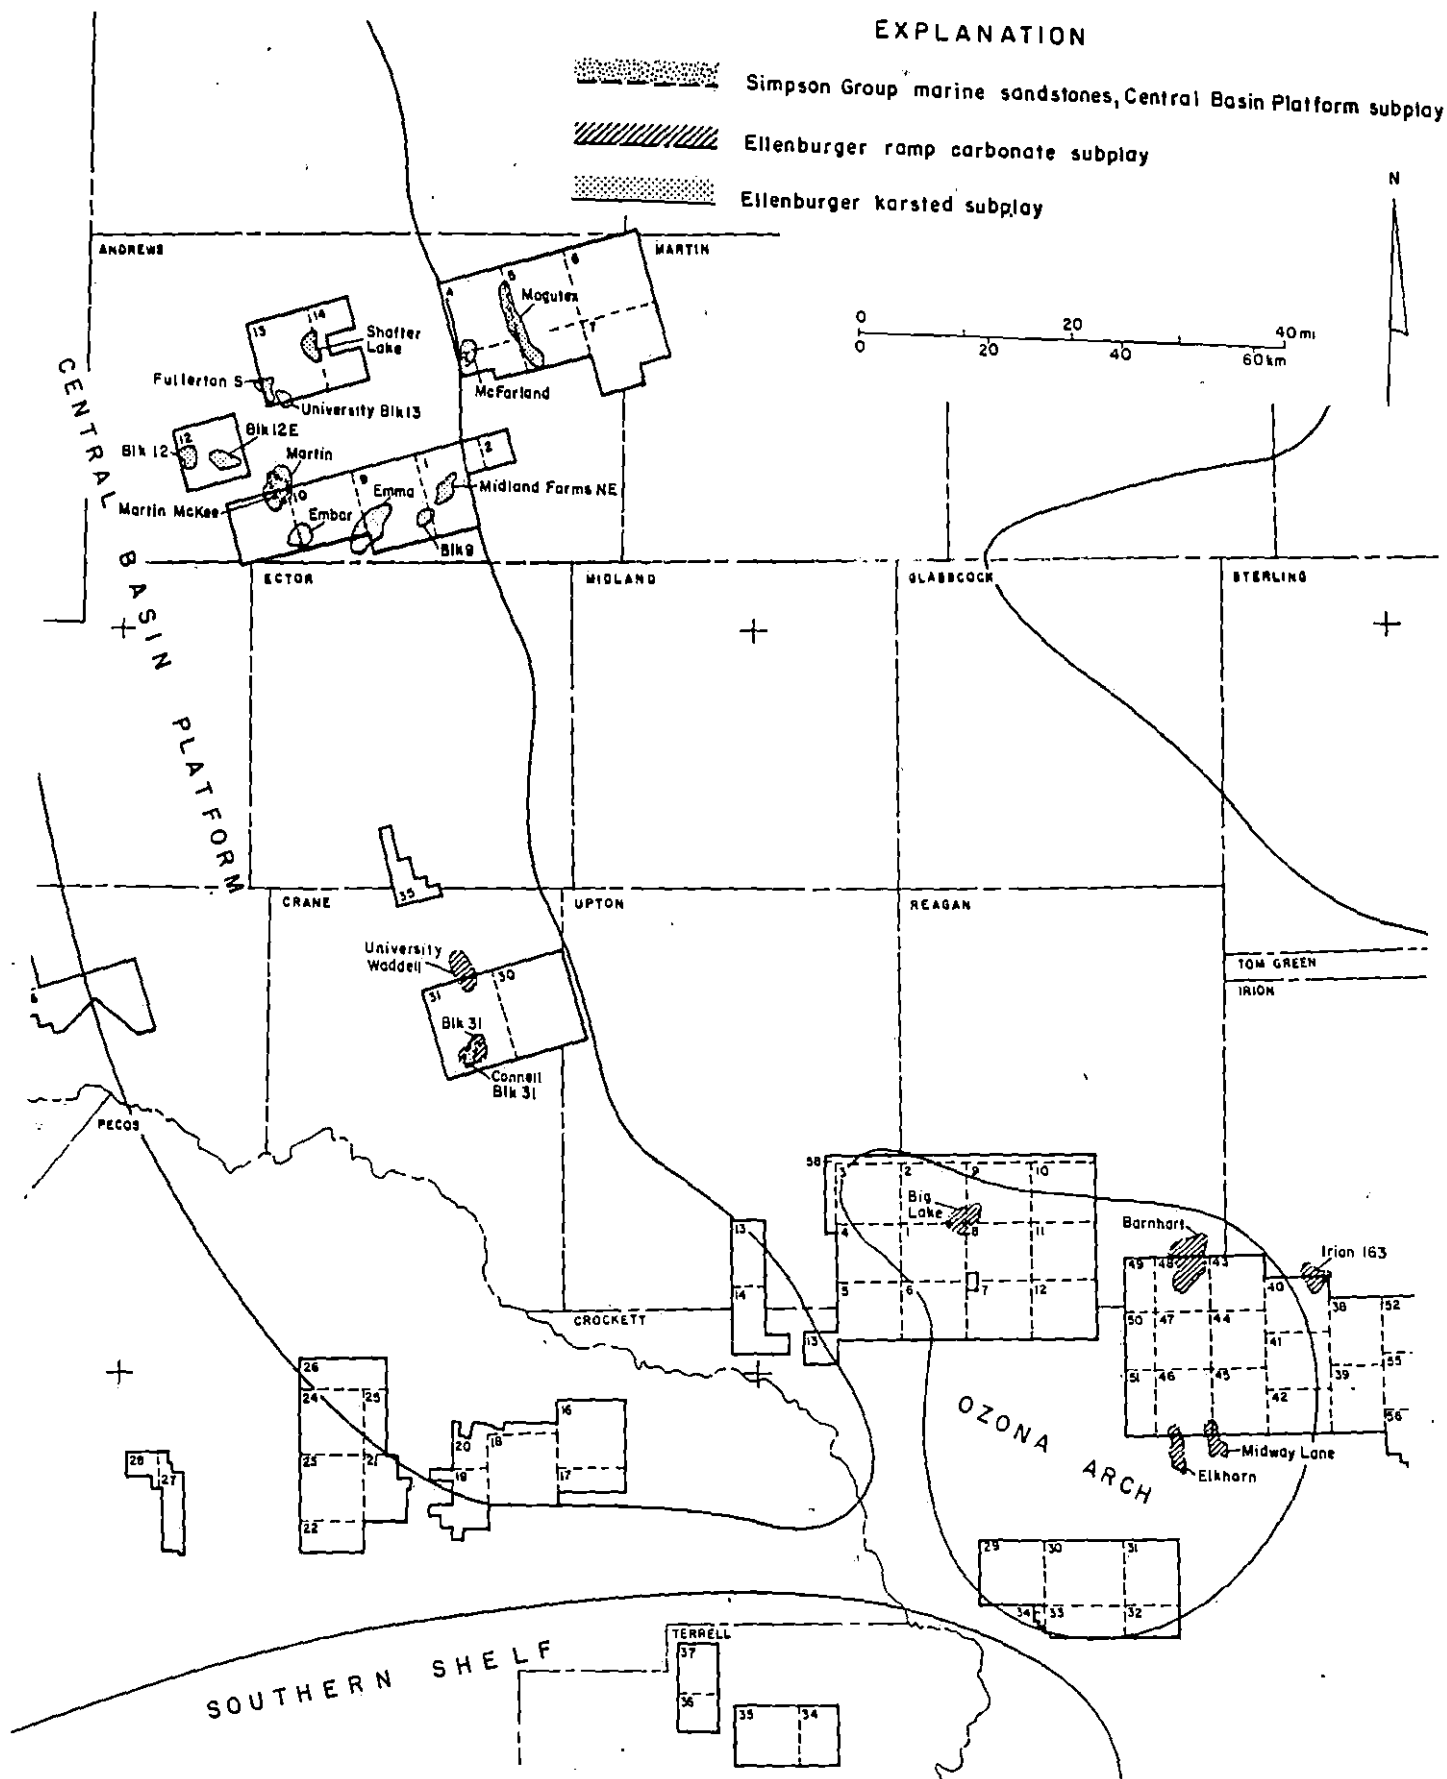 EXPLANATION
Simpson Group marine sandstones, Central Basin Platform subplay
Ellenburger ramp carbonate subplay
Ellenburger karsted subplay
N
0 20 40 mi
0 20 40 60 km
ANDREWS
MARTIN
A 5 6
Magutex
7
McFarland
13 14
Shafter
Lake
Fullerton S
University Blk 13
12
Blk 12E
Blk 12
Martin
Martin McKee
10 9 1 2
Emma
Midland Farms NE
Embar
Blk 9
CENTRAL BASIN PLATFORM
ECTOR
MIDLAND
GLASSCOCK
STERLING
35
CRANE
UPTON
REAGAN
TOM GREEN
IRION
University
Waddell
31 30
Blk 31
Connell
Blk 31
PECOS
58 3 2 9 10
Big
Lake
4 1 8 11
5 6 7 12
13
14
13
CROCKETT
Barnhart
Irion 163
49 48 43 40 38 52
50 47 44 41
51 46 45 42 39 55
56
Midway Lane
Elkhorn
OZONA ARCH
26
24 25
23 21
22
28 27
20 18 16
19 17
29 30 31
34 33 32
SOUTHERN SHELF
TERRELL
37
36
35 34